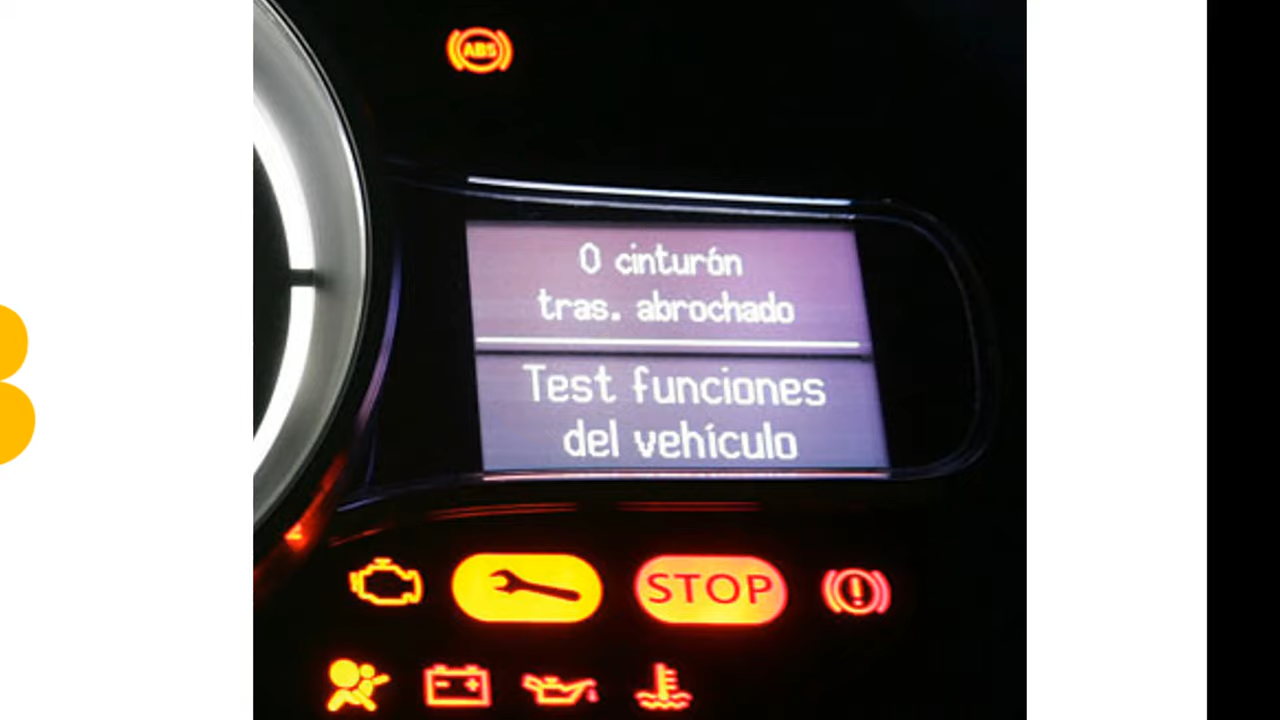 ABS
0 cinturón
tras. abrochado
Test funciones
del vehículo
STOP